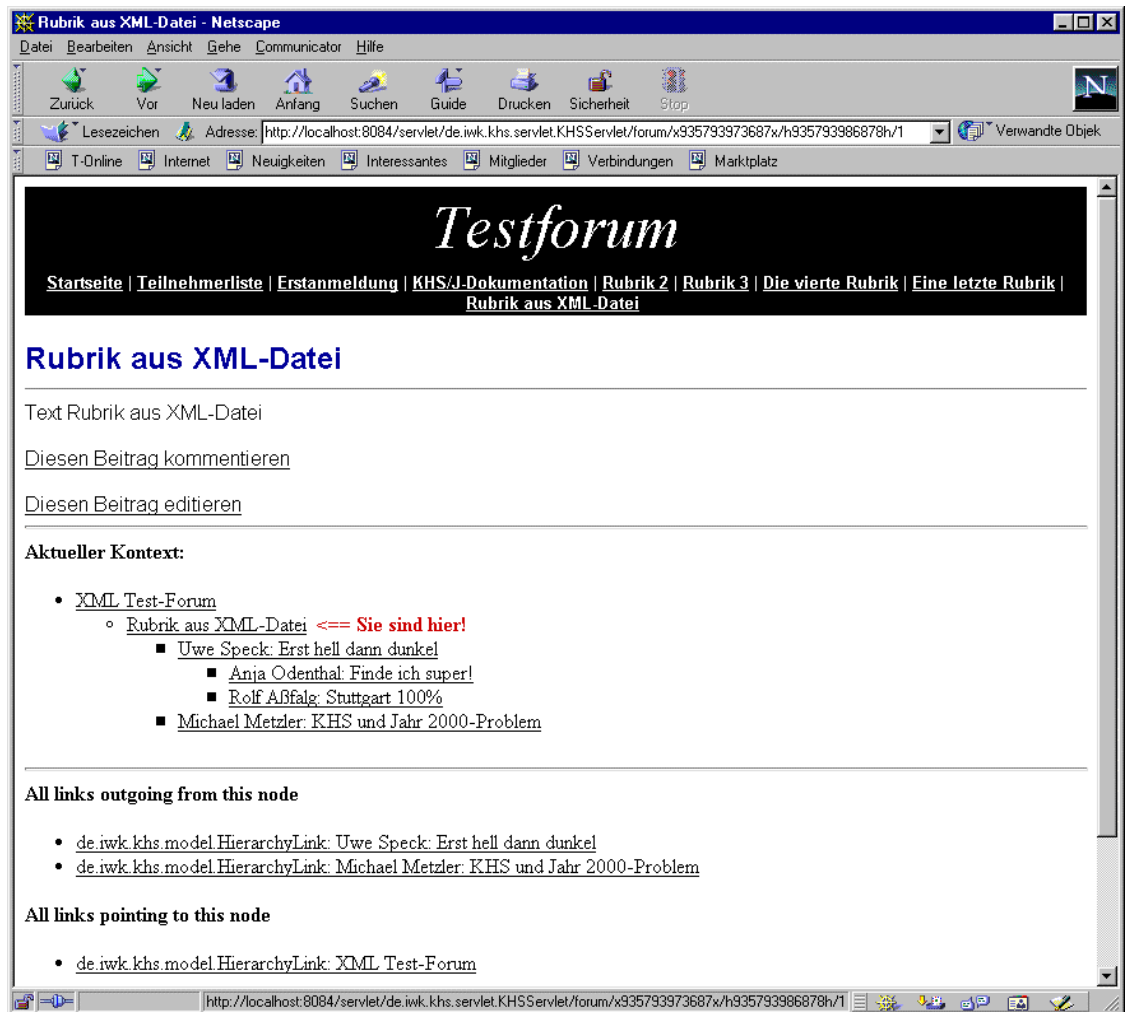 Rubrik aus XML-Datei - Netscape
Datei Bearbeiten Ansicht Gehe Communicator Hilfe
Zurück Vor Neu laden Anfang Suchen Guide Drucken Sicherheit Stop
N
Lesezeichen Adresse: http://localhost:8084/servlet/de.iwk.khs.servlet.KHSServlet/forum/x935793973687x/h935793986878h/1 Verwandte Objek
T-Online Internet Neuigkeiten Interessantes Mitglieder Verbindungen Marktplatz
Testforum
Startseite | Teilnehmerliste | Erstanmeldung | KHS/J-Dokumentation | Rubrik 2 | Rubrik 3 | Die vierte Rubrik | Eine letzte Rubrik |
Rubrik aus XML-Datei
Rubrik aus XML-Datei
Text Rubrik aus XML-Datei
Diesen Beitrag kommentieren
Diesen Beitrag editieren
Aktueller Kontext:
XML Test-Forum
Rubrik aus XML-Datei <== Sie sind hier!
Uwe Speck: Erst hell dann dunkel
Anja Odenthal: Finde ich super!
Rolf Aßfalg: Stuttgart 100%
Michael Metzler: KHS und Jahr 2000-Problem
All links outgoing from this node
de.iwk.khs.model.HierarchyLink: Uwe Speck: Erst hell dann dunkel
de.iwk.khs.model.HierarchyLink: Michael Metzler: KHS und Jahr 2000-Problem
All links pointing to this node
de.iwk.khs.model.HierarchyLink: XML Test-Forum
http://localhost:8084/servlet/de.iwk.khs.servlet.KHSServlet/forum/x935793973687x/h935793986878h/1